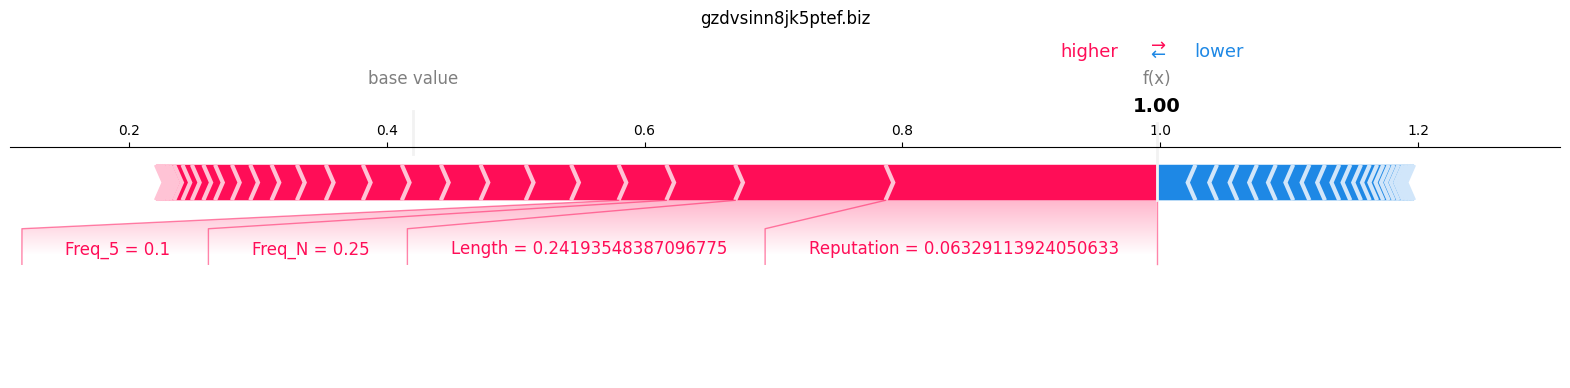 gzdvsinn8jk5ptef.biz
higher ⇄ lower
base value f(x)
1.00
0.2 0.4 0.6 0.8 1.0 1.2
Freq_5 = 0.1 Freq_N = 0.25 Length = 0.24193548387096775 Reputation = 0.06329113924050633